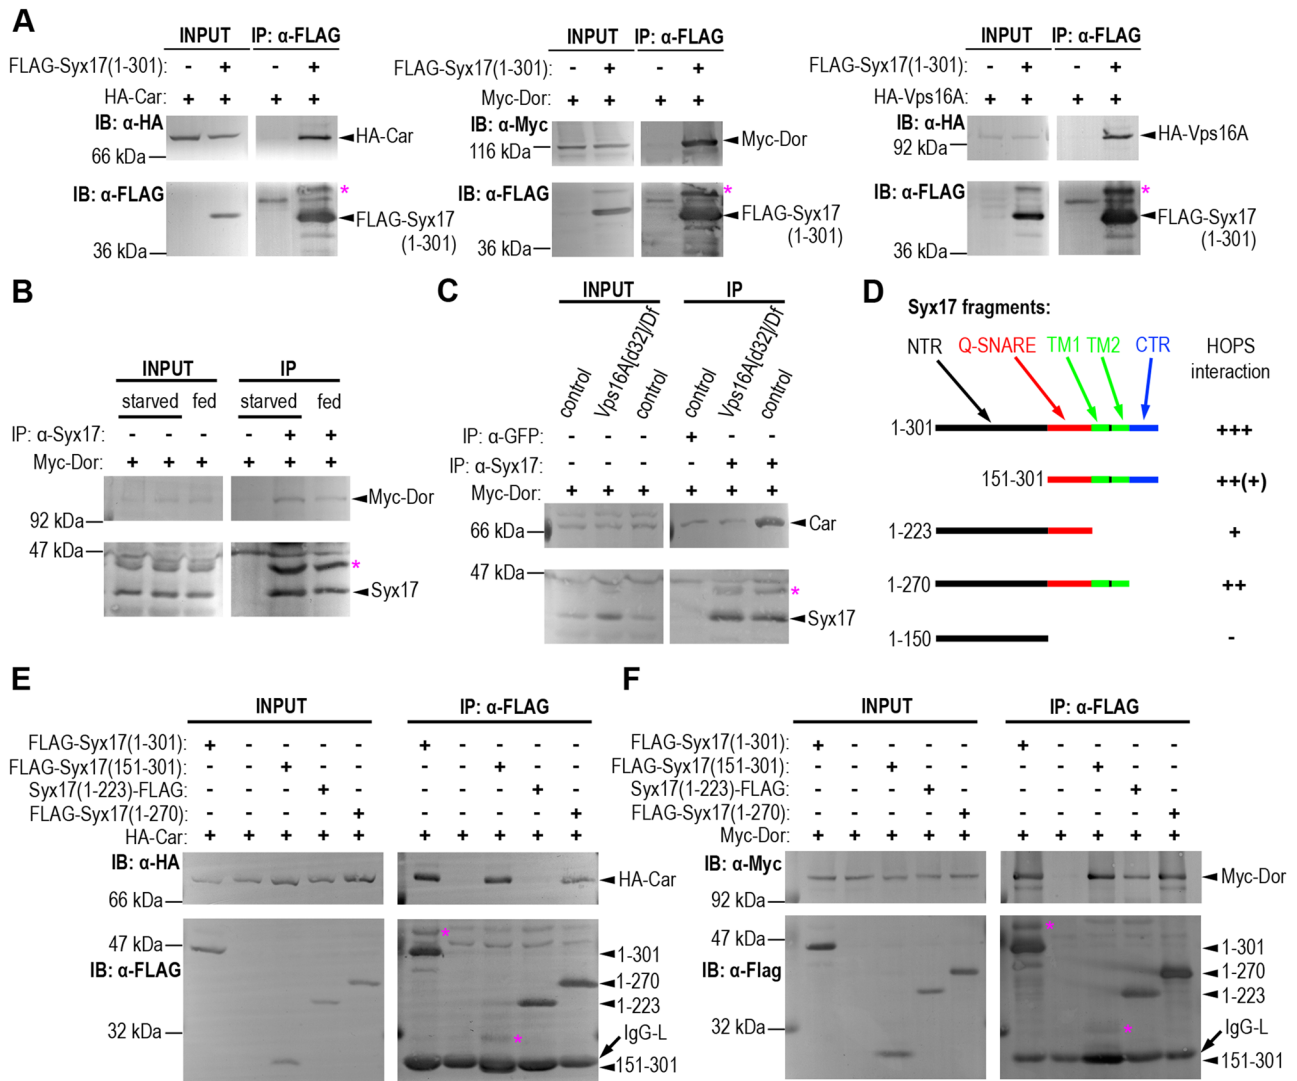 A
INPUT IP: α-FLAG
FLAG-Syx17(1-301): - + - +
HA-Car: + + + +
IB: α-HA
HA-Car
66 kDa
IB: α-FLAG
*
FLAG-Syx17
(1-301)
36 kDa
INPUT IP: α-FLAG
FLAG-Syx17(1-301): - + - +
Myc-Dor: + + + +
IB: α-Myc
Myc-Dor
116 kDa
IB: α-FLAG
*
FLAG-Syx17
(1-301)
36 kDa
INPUT IP: α-FLAG
FLAG-Syx17(1-301): - + - +
HA-Vps16A: + + + +
IB: α-HA
HA-Vps16A
92 kDa
IB: α-FLAG
*
FLAG-Syx17
(1-301)
36 kDa
B
INPUT IP
starved fed starved fed
IP: α-Syx17: - - - - + +
Myc-Dor: + + + + + +
Myc-Dor
92 kDa
47 kDa
*
Syx17
C
INPUT IP
control Vps16A[d32]/Df control control Vps16A[d32]/Df control
IP: α-GFP: - - - + - -
IP: α-Syx17: - - - - + +
Myc-Dor: + + + + + +
Car
66 kDa
47 kDa
*
Syx17
D
Syx17 fragments:
NTR Q-SNARE TM1 TM2 CTR HOPS
interaction
1-301 +++
151-301 ++(+)
1-223 +
1-270 ++
1-150 -
E
INPUT IP: α-FLAG
FLAG-Syx17(1-301): + - - - - + - - - -
FLAG-Syx17(151-301): - - + - - - - + - -
Syx17(1-223)-FLAG: - - - + - - - - + -
FLAG-Syx17(1-270): - - - - + - - - - +
HA-Car: + + + + + + + + + +
IB: α-HA
HA-Car
66 kDa
*
47 kDa
1-301
IB: α-FLAG
1-270
1-223
32 kDa
*
IgG-L
151-301
F
INPUT IP: α-FLAG
FLAG-Syx17(1-301): + - - - - + - - - -
FLAG-Syx17(151-301): - - + - - - - + - -
Syx17(1-223)-FLAG: - - - + - - - - + -
FLAG-Syx17(1-270): - - - - + - - - - +
Myc-Dor: + + + + + + + + + +
IB: α-Myc
Myc-Dor
92 kDa
*
47 kDa
1-301
IB: α-Flag
1-270
1-223
32 kDa
*
IgG-L
151-301